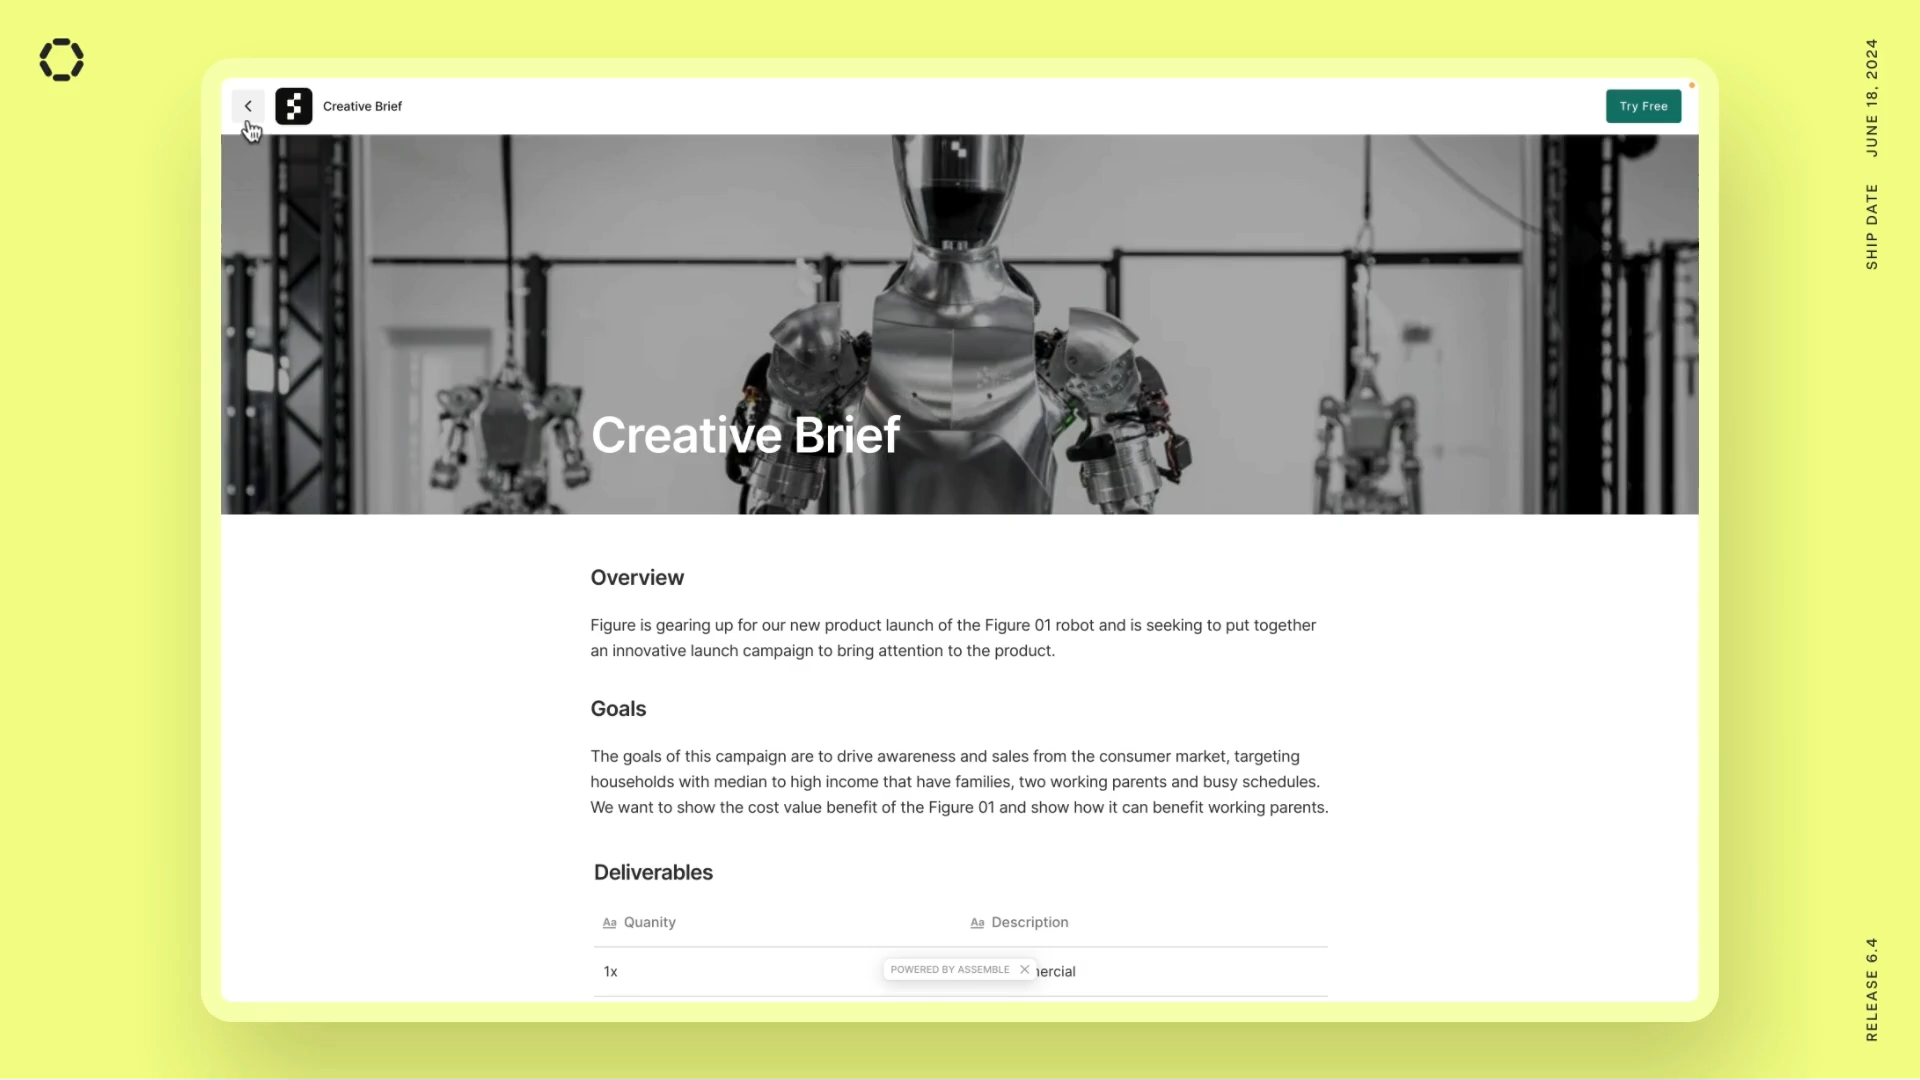 Creative Brief
Try Free
JUNE 18, 2024
SHIP DATE
Creative Brief
Overview
Figure is gearing up for our new product launch of the Figure 01 robot and is seeking to put together
an innovative launch campaign to bring attention to the product.
Goals
The goals of this campaign are to drive awareness and sales from the consumer market, targeting
households with median to high income that have families, two working parents and busy schedules.
We want to show the cost value benefit of the Figure 01 and show how it can benefit working parents.
Deliverables
Aa Quanity
Aa Description
1x
POWERED BY ASSEMBLE
RELEASE 6.4